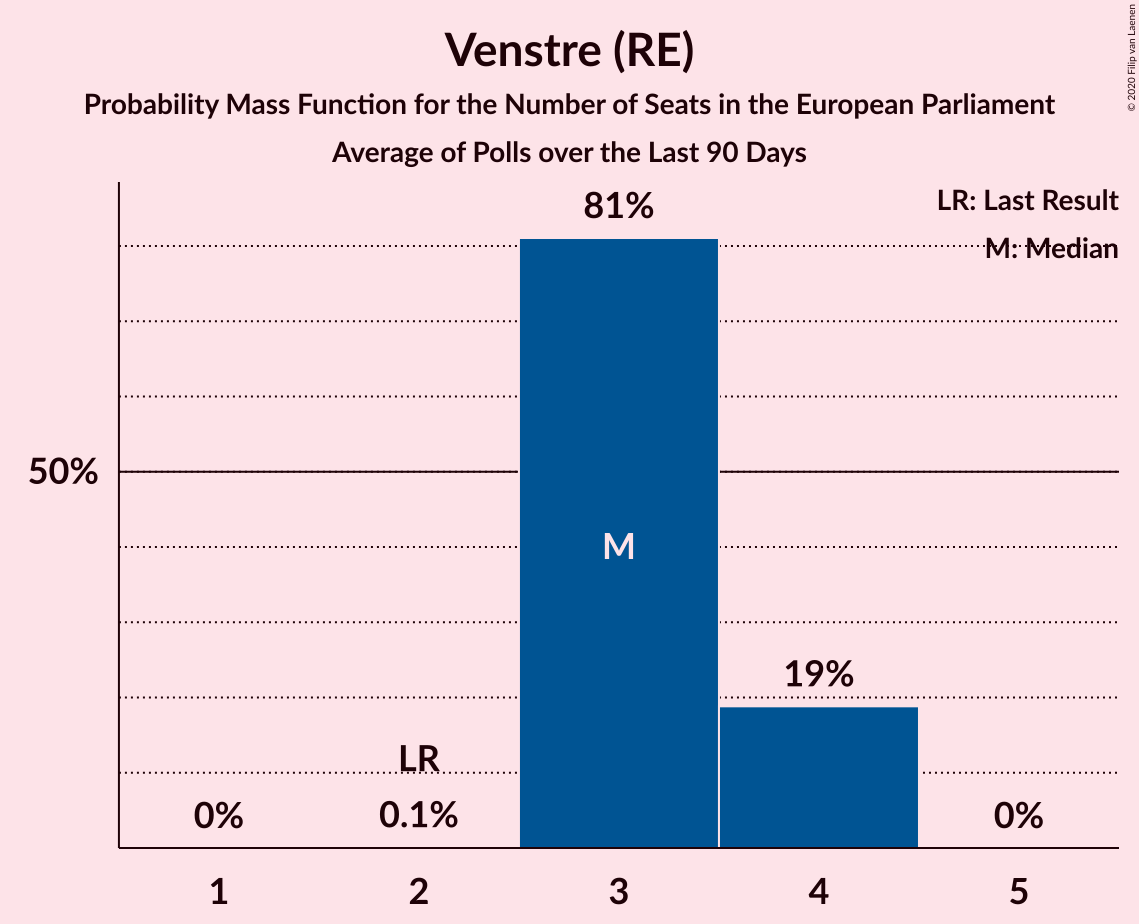 Venstre (RE)
Probability Mass Function for the Number of Seats in the European Parliament
Average of Polls over the Last 90 Days
© 2020 Filip van Laenen
LR: Last Result
M: Median
81%
50%
M
19%
LR
0%
0.1%
0%
1
2
3
4
5